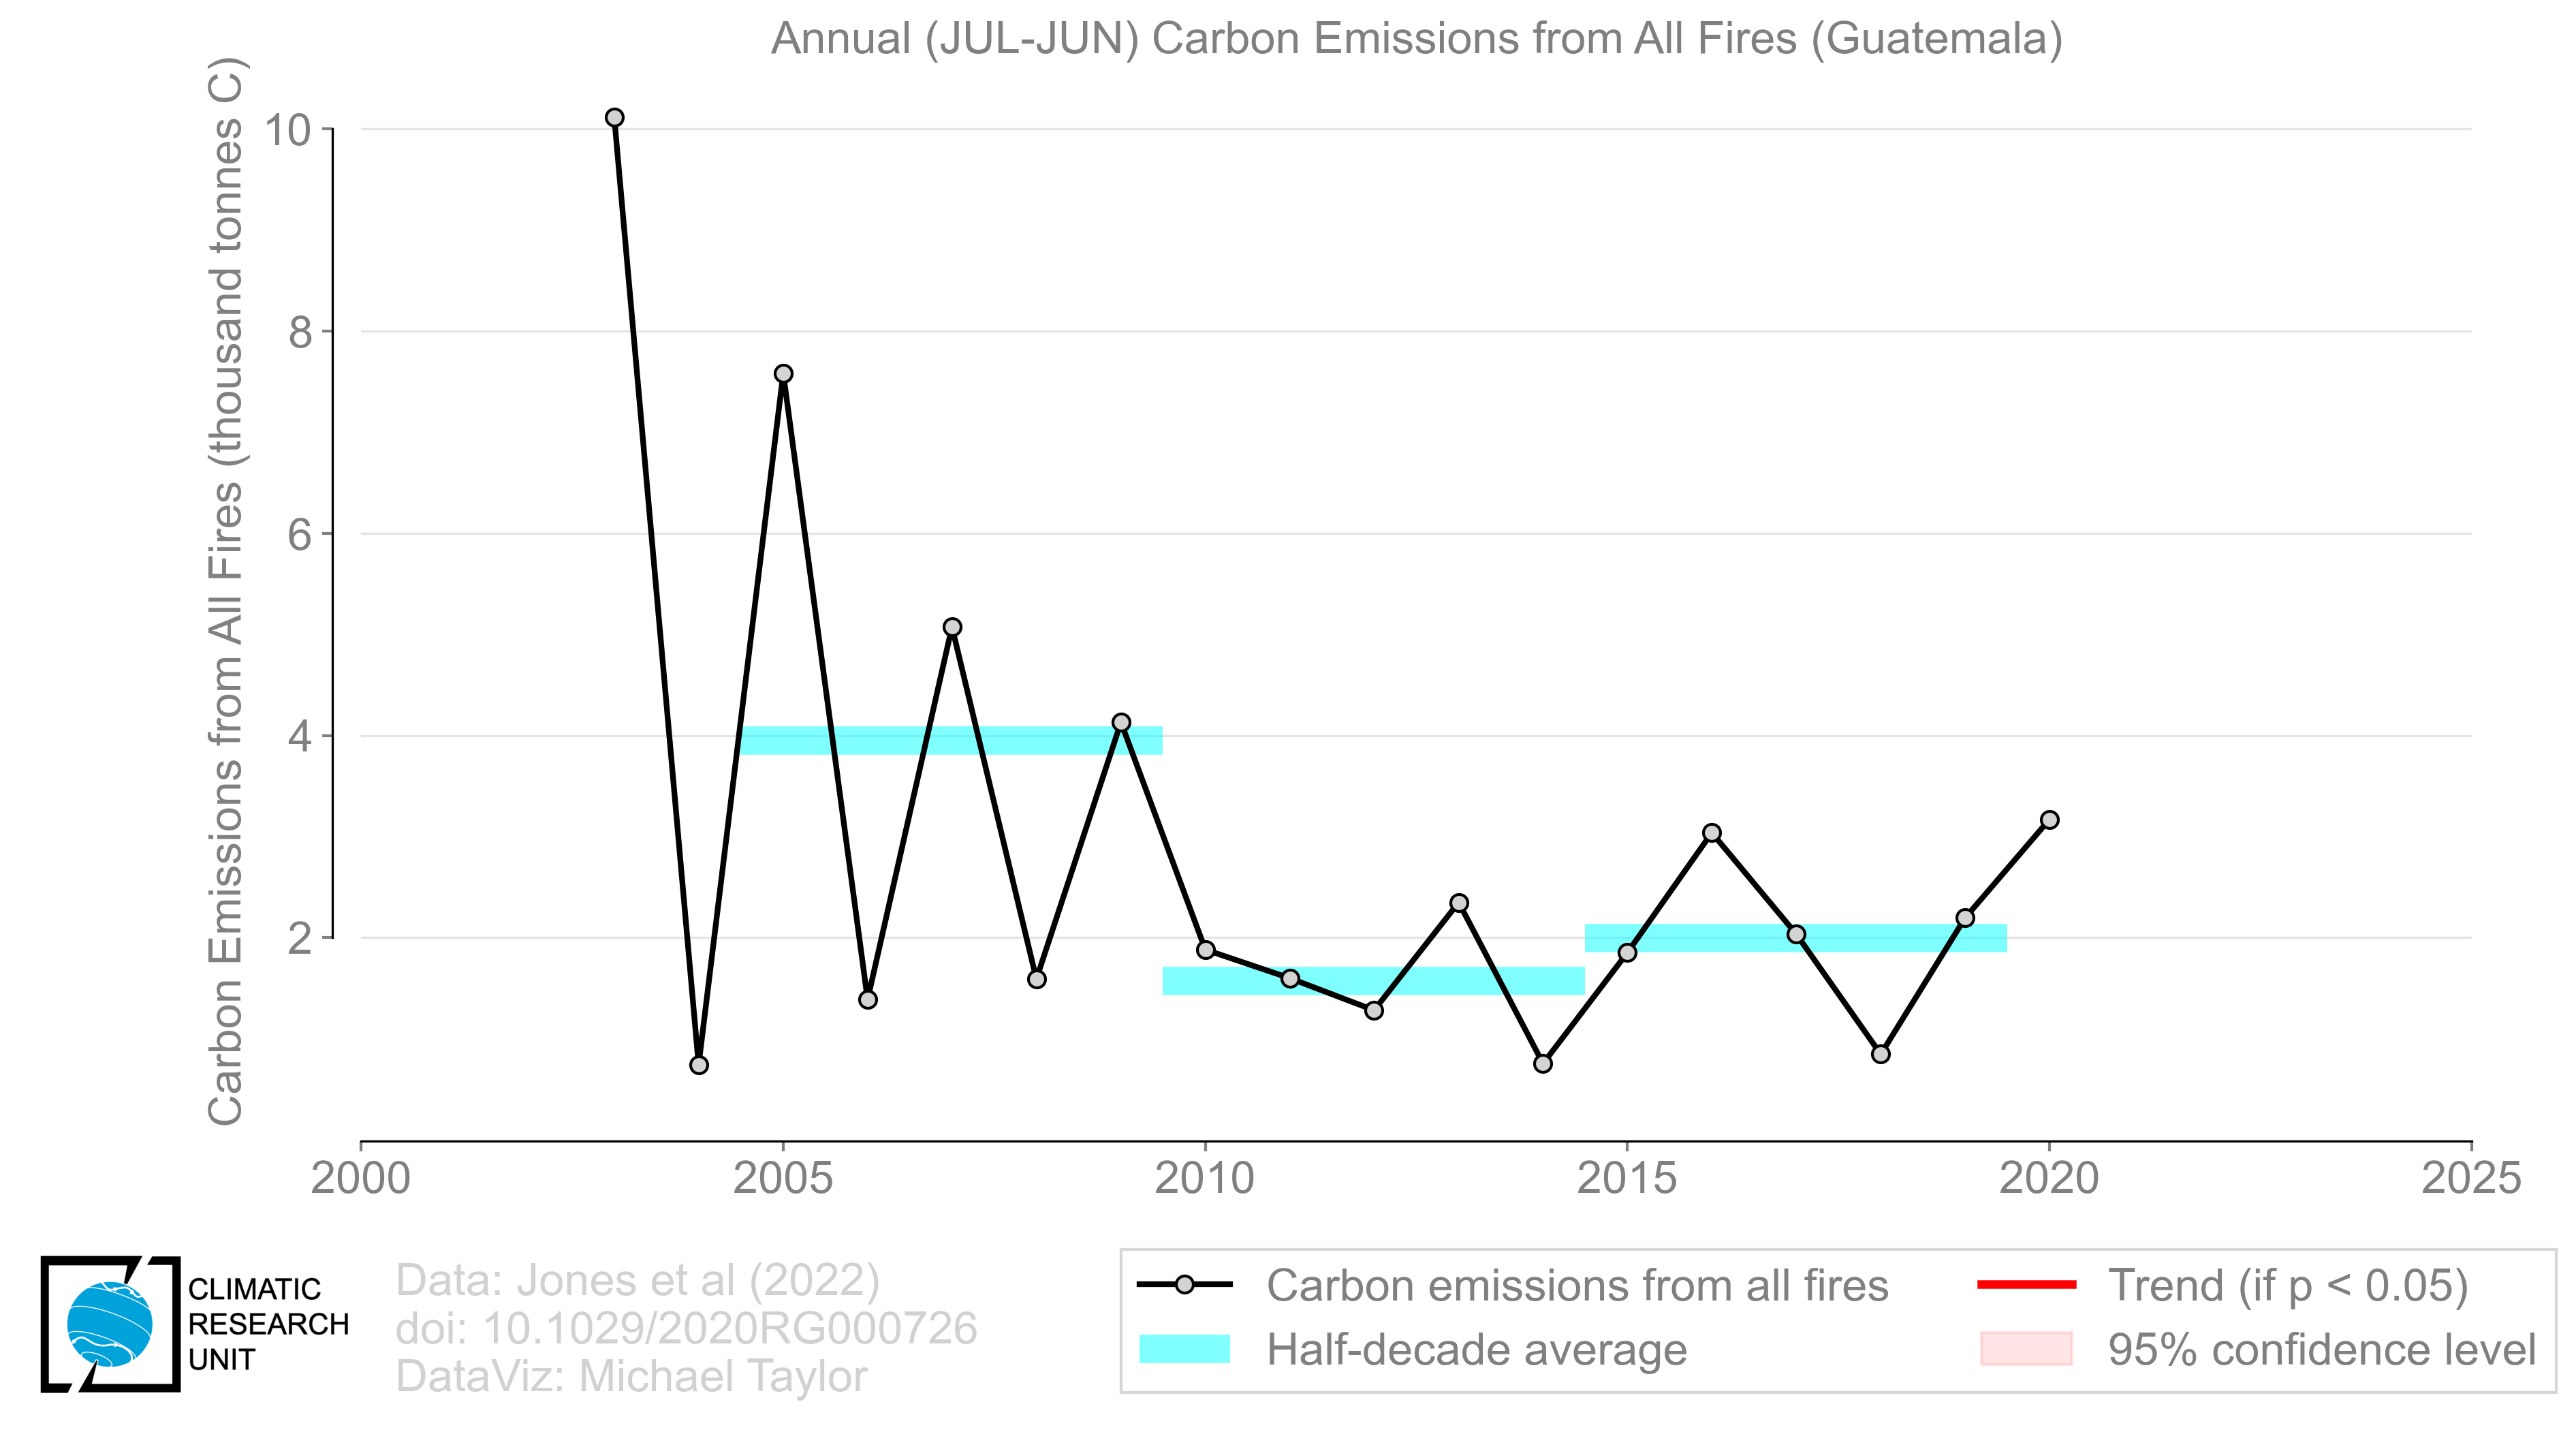 Annual (JUL-JUN) Carbon Emissions from All Fires (Guatemala)
Carbon Emissions from All Fires (thousand tonnes C)
10
8
6
4
2
2000 2005 2010 2015 2020 2025
CLIMATIC
RESEARCH
UNIT
Data: Jones et al (2022)
doi: 10.1029/2020RG000726
DataViz: Michael Taylor
Carbon emissions from all fires
Half-decade average
Trend (if p < 0.05)
95% confidence level